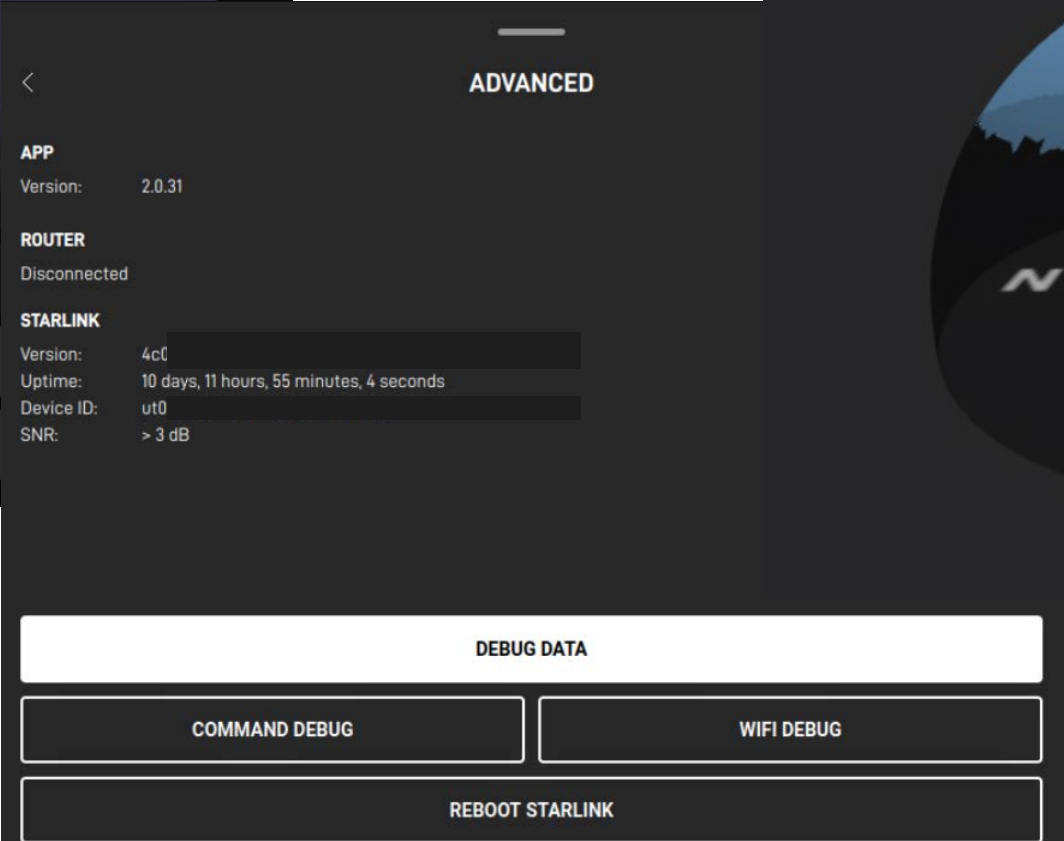 ADVANCED
APP
Version: 2.0.31
ROUTER
Disconnected
STARLINK
Version: 4c0
Uptime: 10 days, 11 hours, 55 minutes, 4 seconds
Device ID: ut0
SNR: > 3 dB
N
DEBUG DATA
COMMAND DEBUG
WIFI DEBUG
REBOOT STARLINK